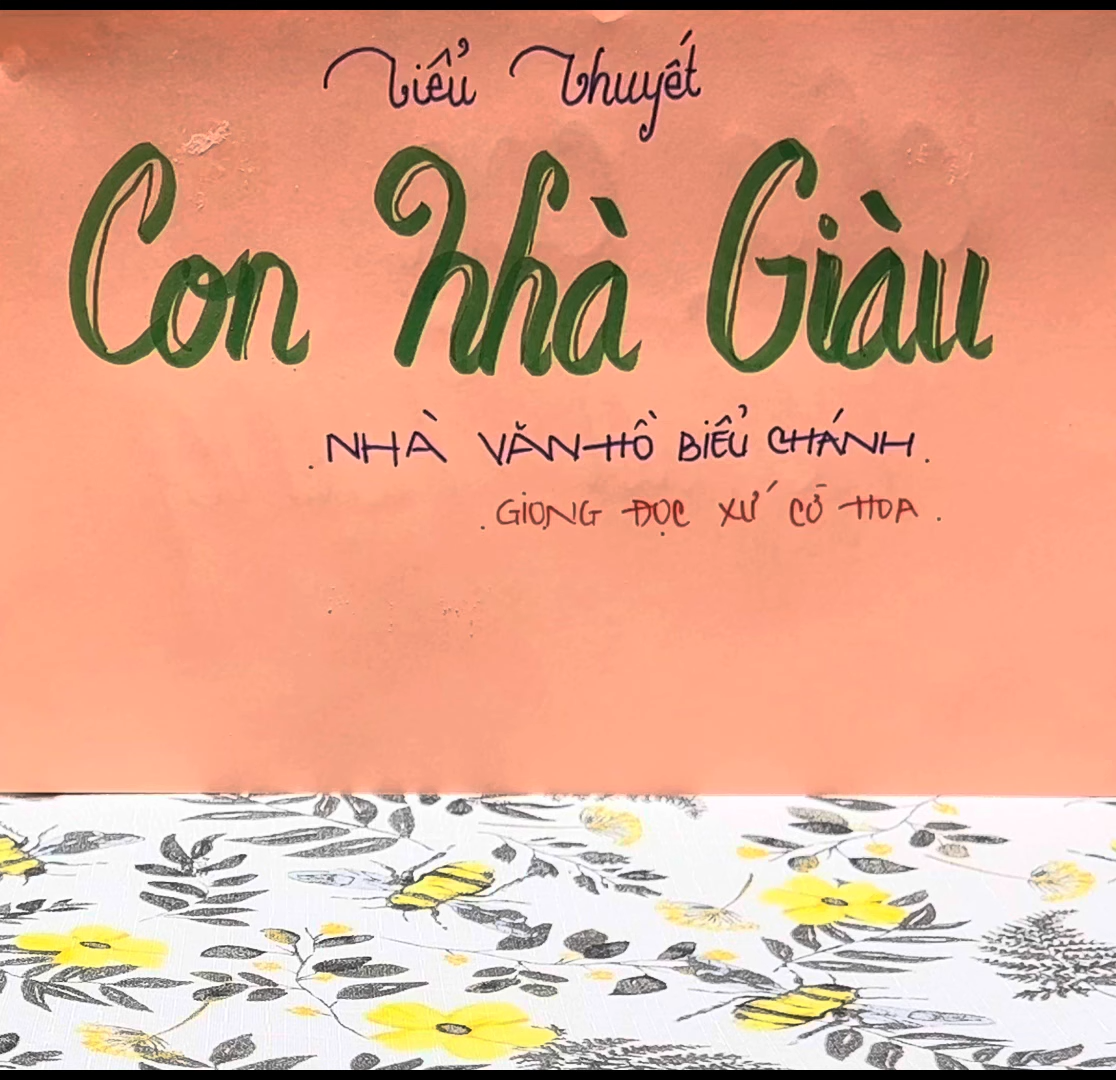 Tiểu Thuyết
Con Nhà Giàu
. NHÀ VĂN HỒ BIỂU CHÁNH .
. GIỌNG ĐỌC XỨ CỎ HOA .